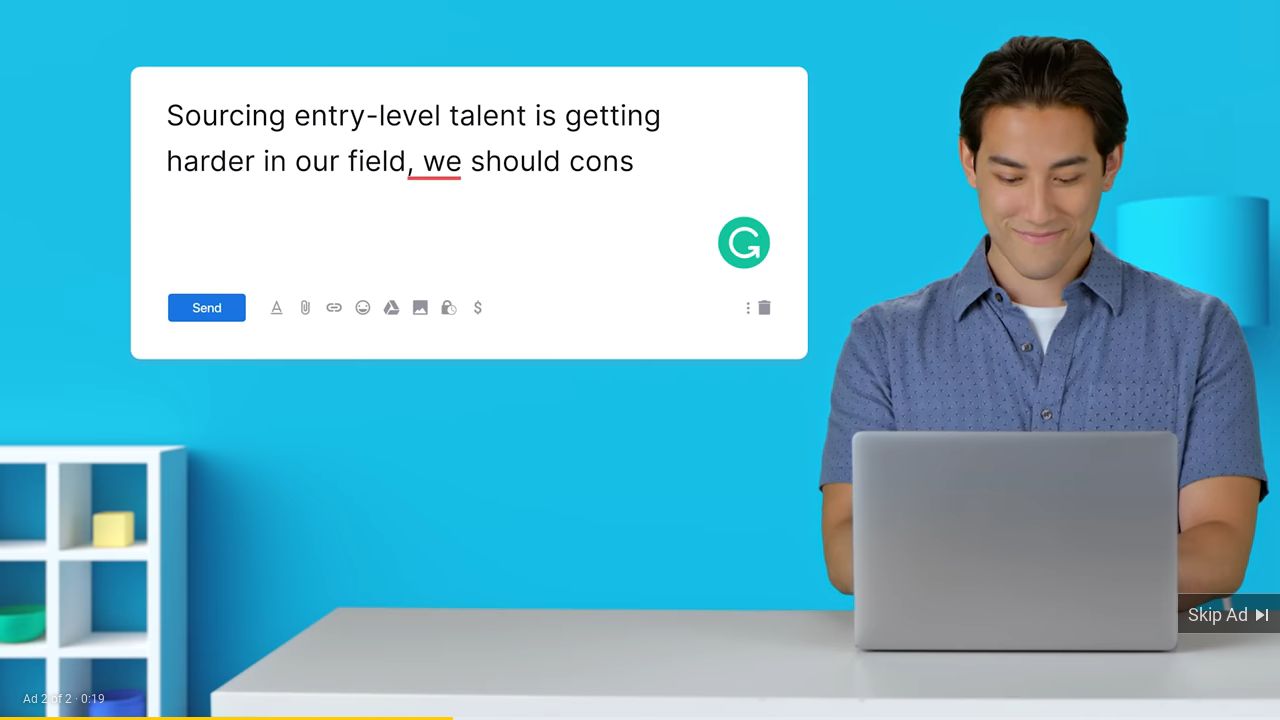 Sourcing entry-level talent is getting
harder in our field, we should cons
Send
Skip Ad
Ad 2 of 2 · 0:19